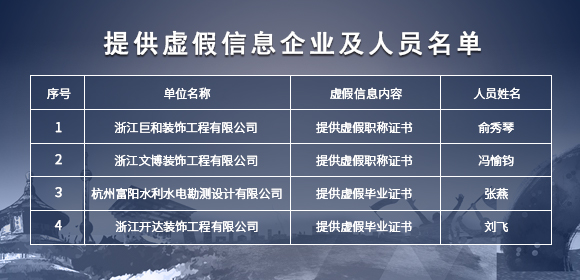 提供虚假信息企业及人员名单
序号 单位名称 虚假信息内容 人员姓名
1 浙江巨和装饰工程有限公司 提供虚假职称证书 俞秀琴
2 浙江文博装饰工程有限公司 提供虚假职称证书 冯愉钧
3 杭州富阳水利水电勘测设计有限公司 提供虚假毕业证书 张燕
4 浙江开达装饰工程有限公司 提供虚假毕业证书 刘飞